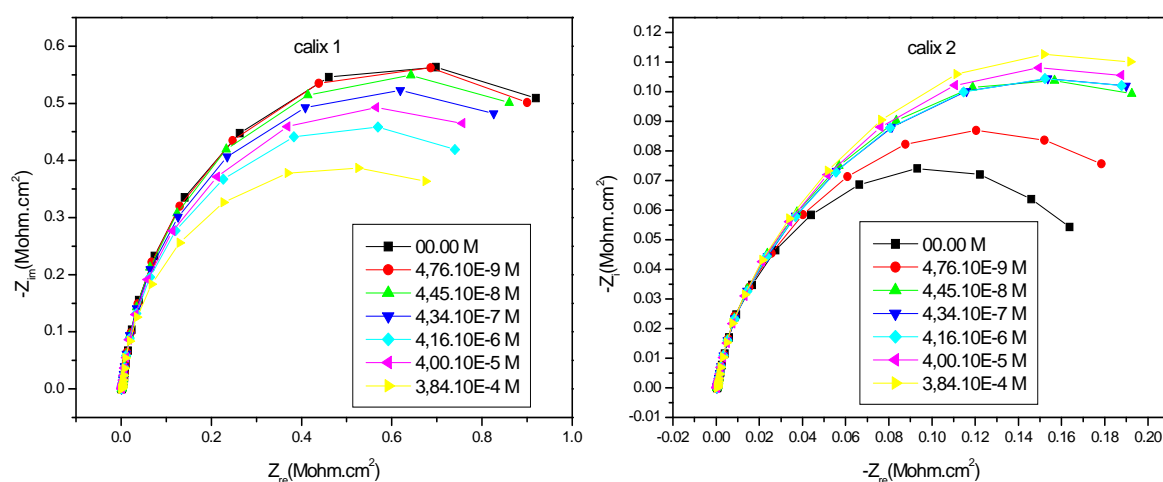 calix 1
-Z_im(Mohm.cm²)
0.6
0.5
0.4
0.3
0.2
0.1
0.0
00.00 M
4,76.10E-9 M
4,45.10E-8 M
4,34.10E-7 M
4,16.10E-6 M
4,00.10E-5 M
3,84.10E-4 M
0.0 0.2 0.4 0.6 0.8 1.0
Z_re(Mohm.cm²)
calix 2
-Z_i(Mohm.cm²)
0.12
0.11
0.10
0.09
0.08
0.07
0.06
0.05
0.04
0.03
0.02
0.01
0.00
-0.01
00.00 M
4,76.10E-9 M
4,45.10E-8 M
4,34.10E-7 M
4,16.10E-6 M
4,00.10E-5 M
3,84.10E-4 M
-0.02 0.00 0.02 0.04 0.06 0.08 0.10 0.12 0.14 0.16 0.18 0.20
-Z_re(Mohm.cm²)